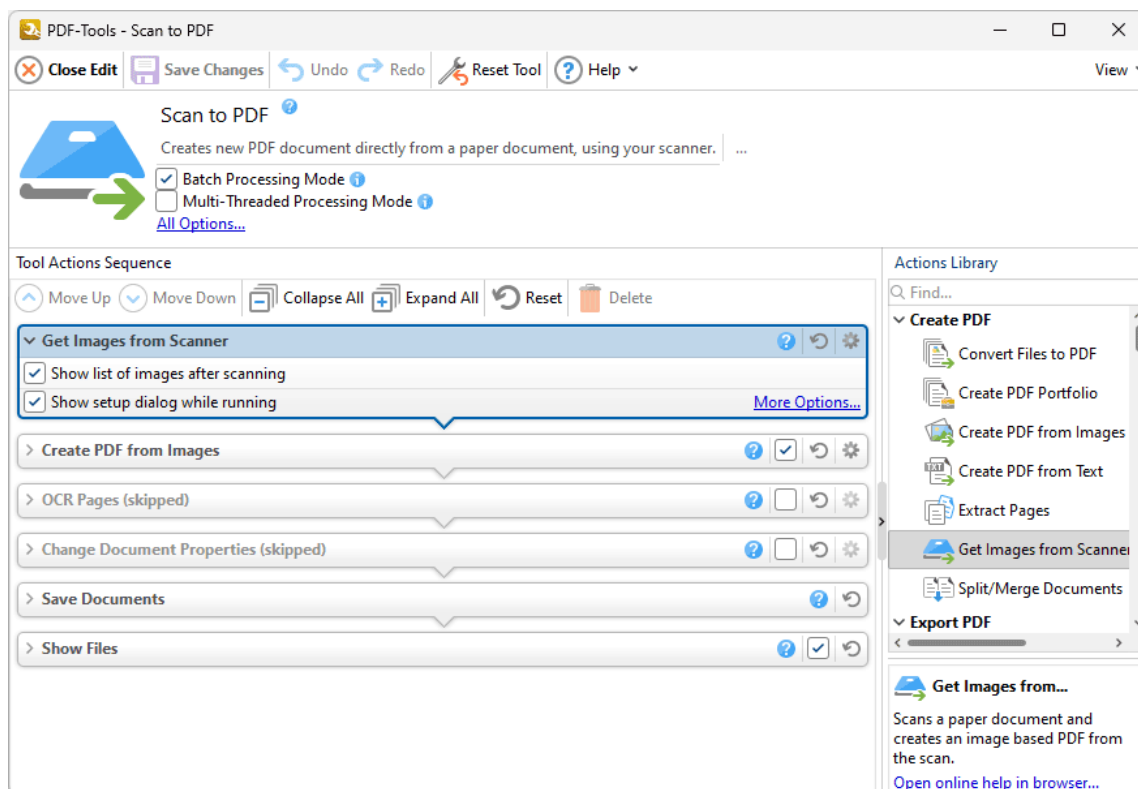 PDF-Tools - Scan to PDF
Close Edit Save Changes Undo Redo Reset Tool ? Help View
Scan to PDF ?
Creates new PDF document directly from a paper document, using your scanner. ...
Batch Processing Mode i
Multi-Threaded Processing Mode i
All Options...
Tool Actions Sequence
Move Up Move Down Collapse All Expand All Reset Delete
Get Images from Scanner ?
Show list of images after scanning
Show setup dialog while running More Options...
Create PDF from Images ?
OCR Pages (skipped) ?
Change Document Properties (skipped) ?
Save Documents ?
Show Files ?
Actions Library
Find...
Create PDF
Convert Files to PDF
Create PDF Portfolio
Create PDF from Images
TXT Create PDF from Text
Extract Pages
Get Images from Scanner
Split/Merge Documents
Export PDF
Get Images from...
Scans a paper document and
creates an image based PDF from
the scan.
Open online help in browser...